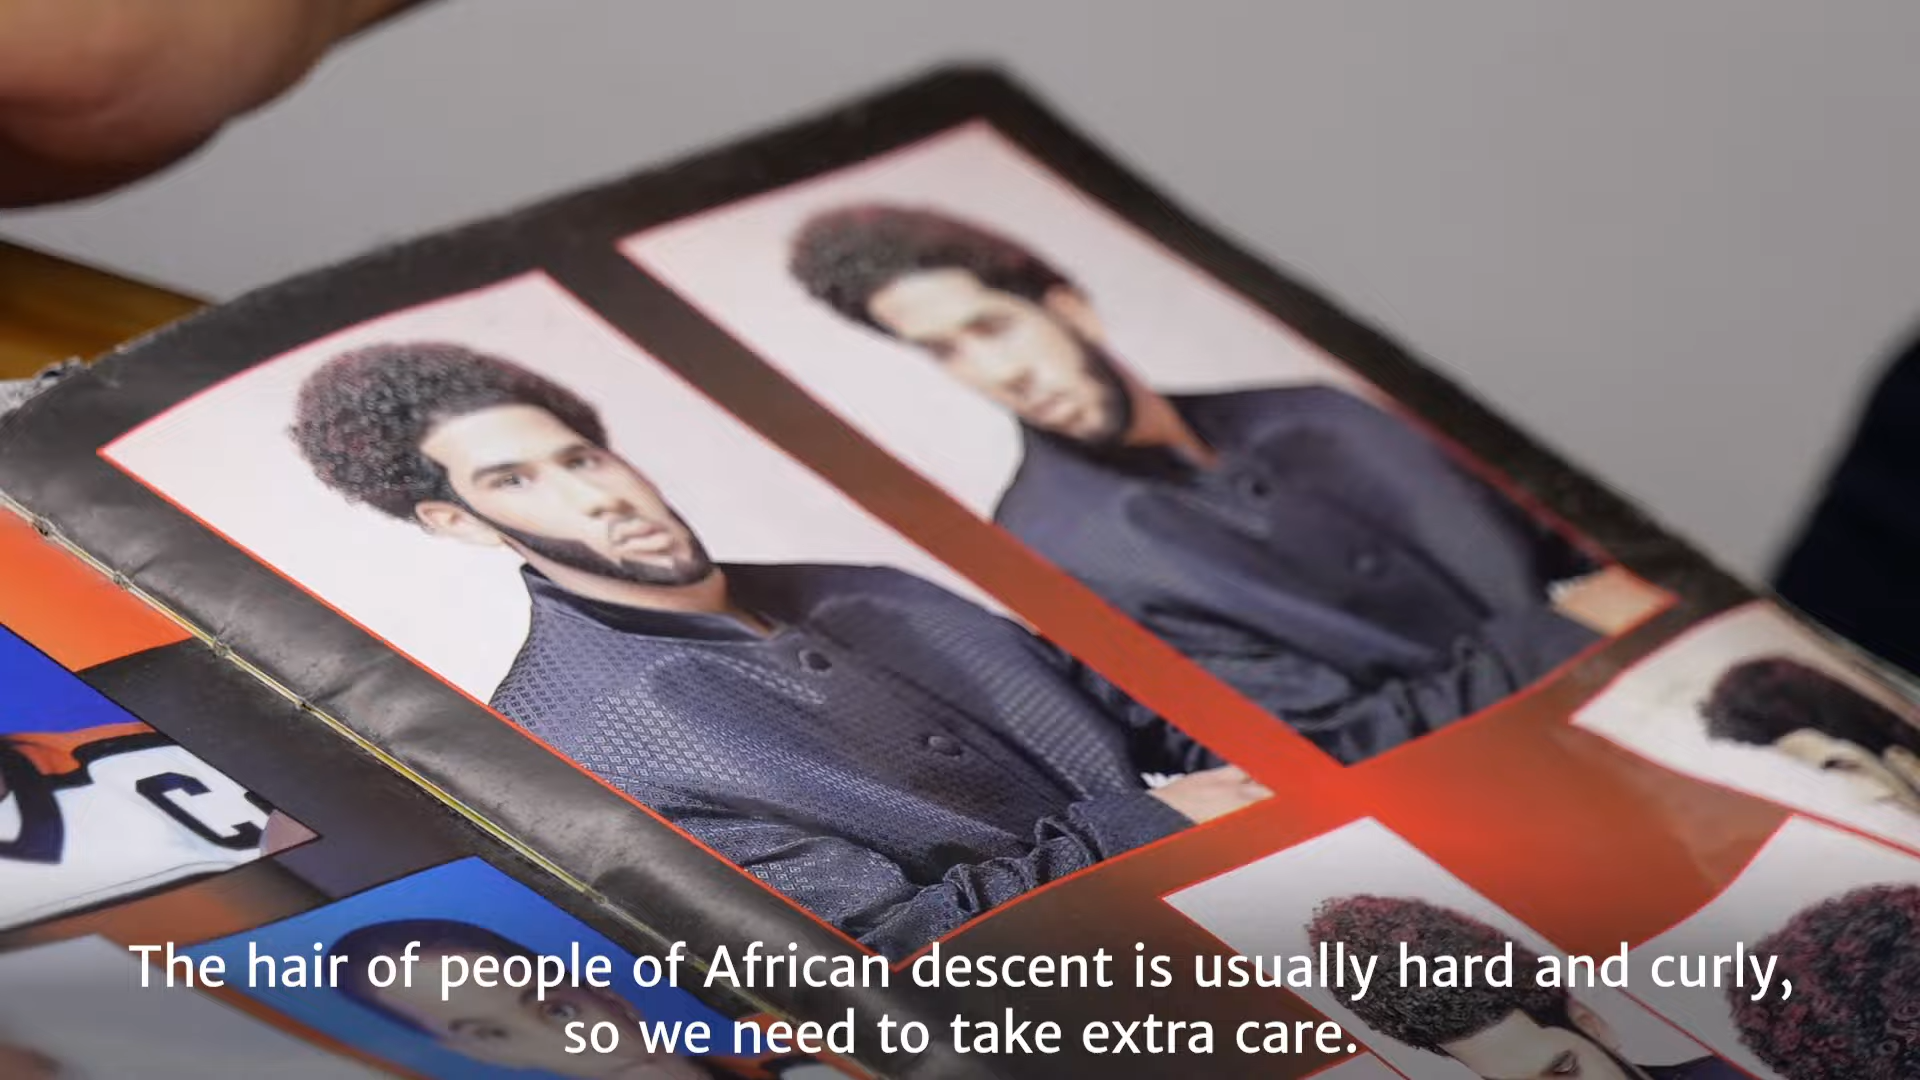 C
The hair of people of African descent is usually hard and curly,
so we need to take extra care.